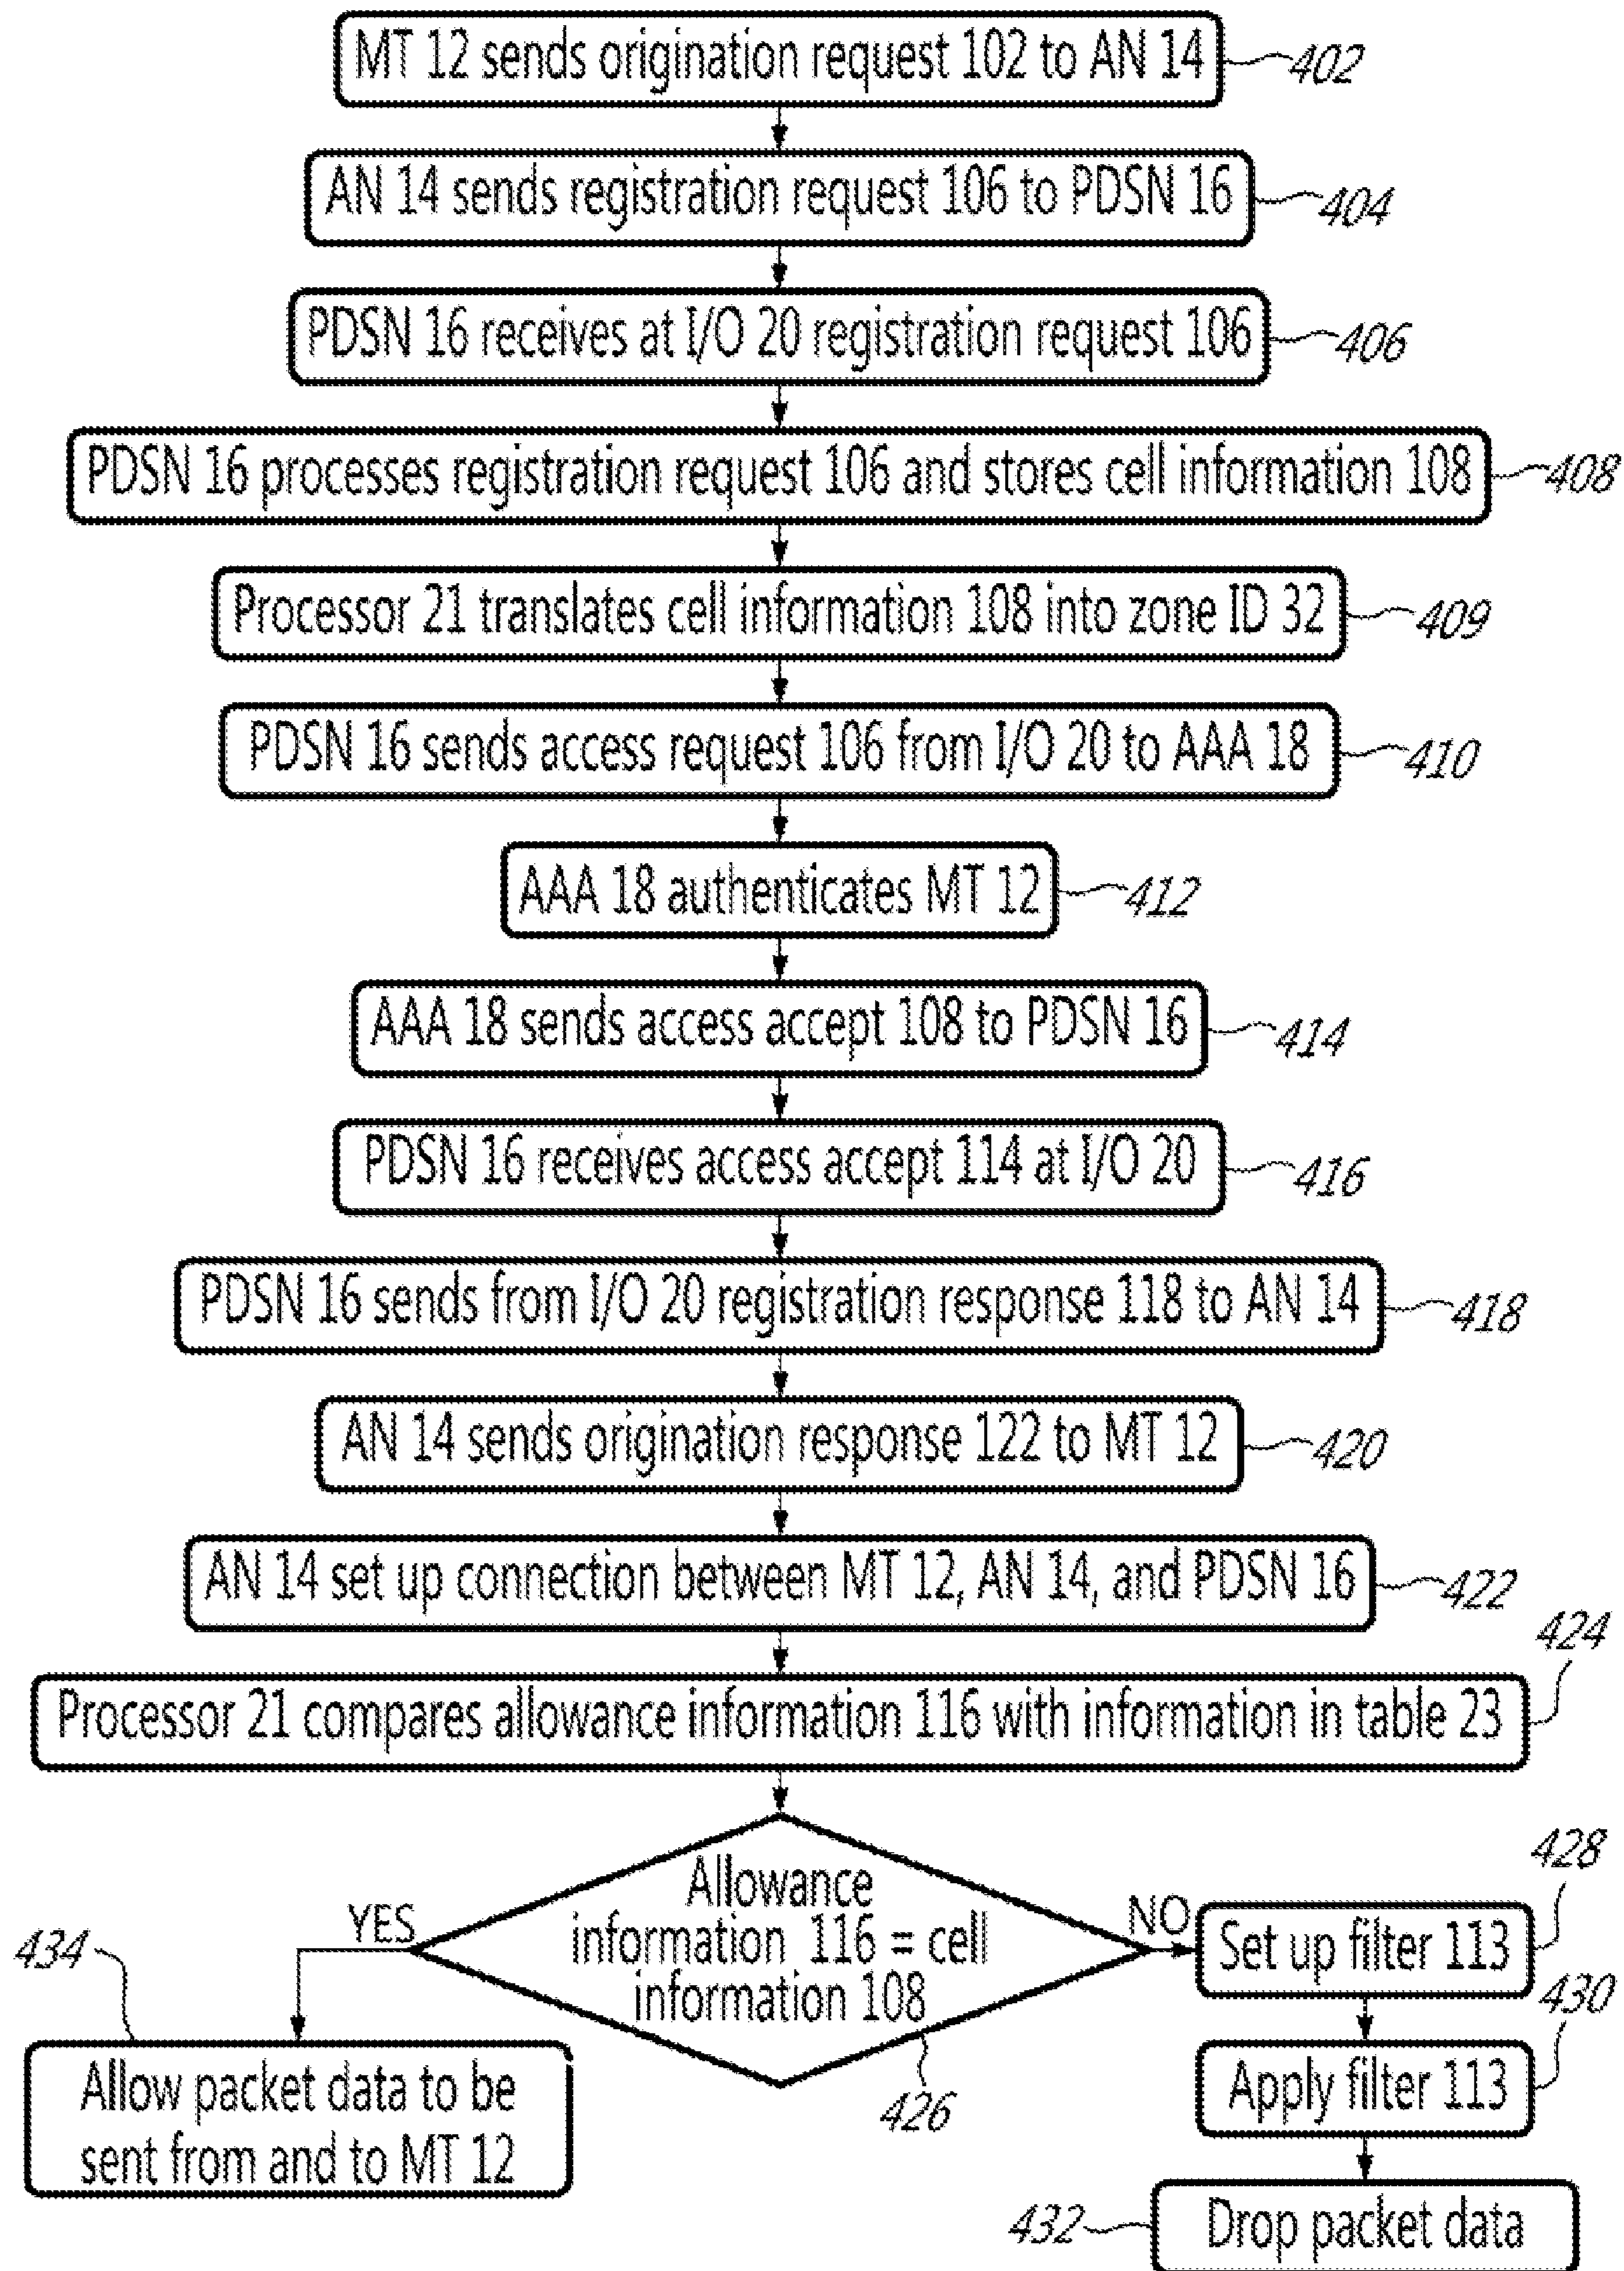 MT 12 sends origination request 102 to AN 14
402
AN 14 sends registration request 106 to PDSN 16
404
PDSN 16 receives at I/O 20 registration request 106
406
PDSN 16 processes registration request 106 and stores cell information 108
408
Processor 21 translates cell information 108 into zone ID 32
409
PDSN 16 sends access request 106 from I/O 20 to AAA 18
410
AAA 18 authenticates MT 12
412
AAA 18 sends access accept 108 to PDSN 16
414
PDSN 16 receives access accept 114 at I/O 20
416
PDSN 16 sends from I/O 20 registration response 118 to AN 14
418
AN 14 sends origination response 122 to MT 12
420
AN 14 set up connection between MT 12, AN 14, and PDSN 16
422
424
Processor 21 compares allowance information 116 with information in table 23
Allowance
information 116 = cell
information 108
426
YES
NO
428
Set up filter 113
430
Apply filter 113
434
Allow packet data to be
sent from and to MT 12
432
Drop packet data